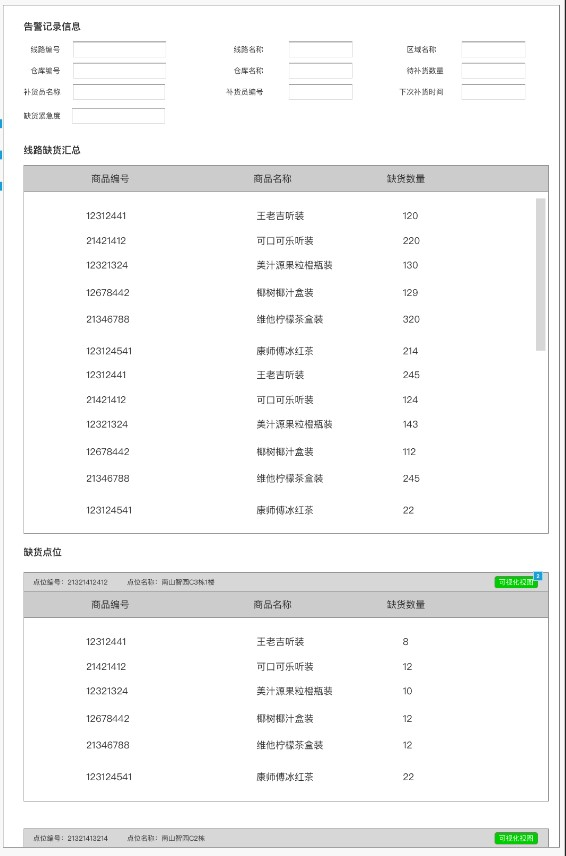 告警记录信息
线路编号 线路名称 区域名称
仓库编号 仓库名称 待补货数量
补货员名称 补货员编号 下次补货时间
缺货紧急度
线路缺货汇总
商品编号 商品名称 缺货数量
12312441 王老吉听装 120
21421412 可口可乐听装 220
12321324 美汁源果粒橙瓶装 130
12678442 椰树椰汁盒装 129
21346788 维他柠檬茶盒装 320
123124541 康师傅冰红茶 214
12312441 王老吉听装 245
21421412 可口可乐听装 124
12321324 美汁源果粒橙瓶装 143
12678442 椰树椰汁盒装 112
21346788 维他柠檬茶盒装 245
123124541 康师傅冰红茶 22
缺货点位
点位编号：21321412412 点位名称：南山智园C3栋1楼 可视化视图 2
商品编号 商品名称 缺货数量
12312441 王老吉听装 8
21421412 可口可乐听装 12
12321324 美汁源果粒橙瓶装 10
12678442 椰树椰汁盒装 12
21346788 维他柠檬茶盒装 12
123124541 康师傅冰红茶 22
点位编号：21321413214 点位名称：南山智园C2栋 可视化视图